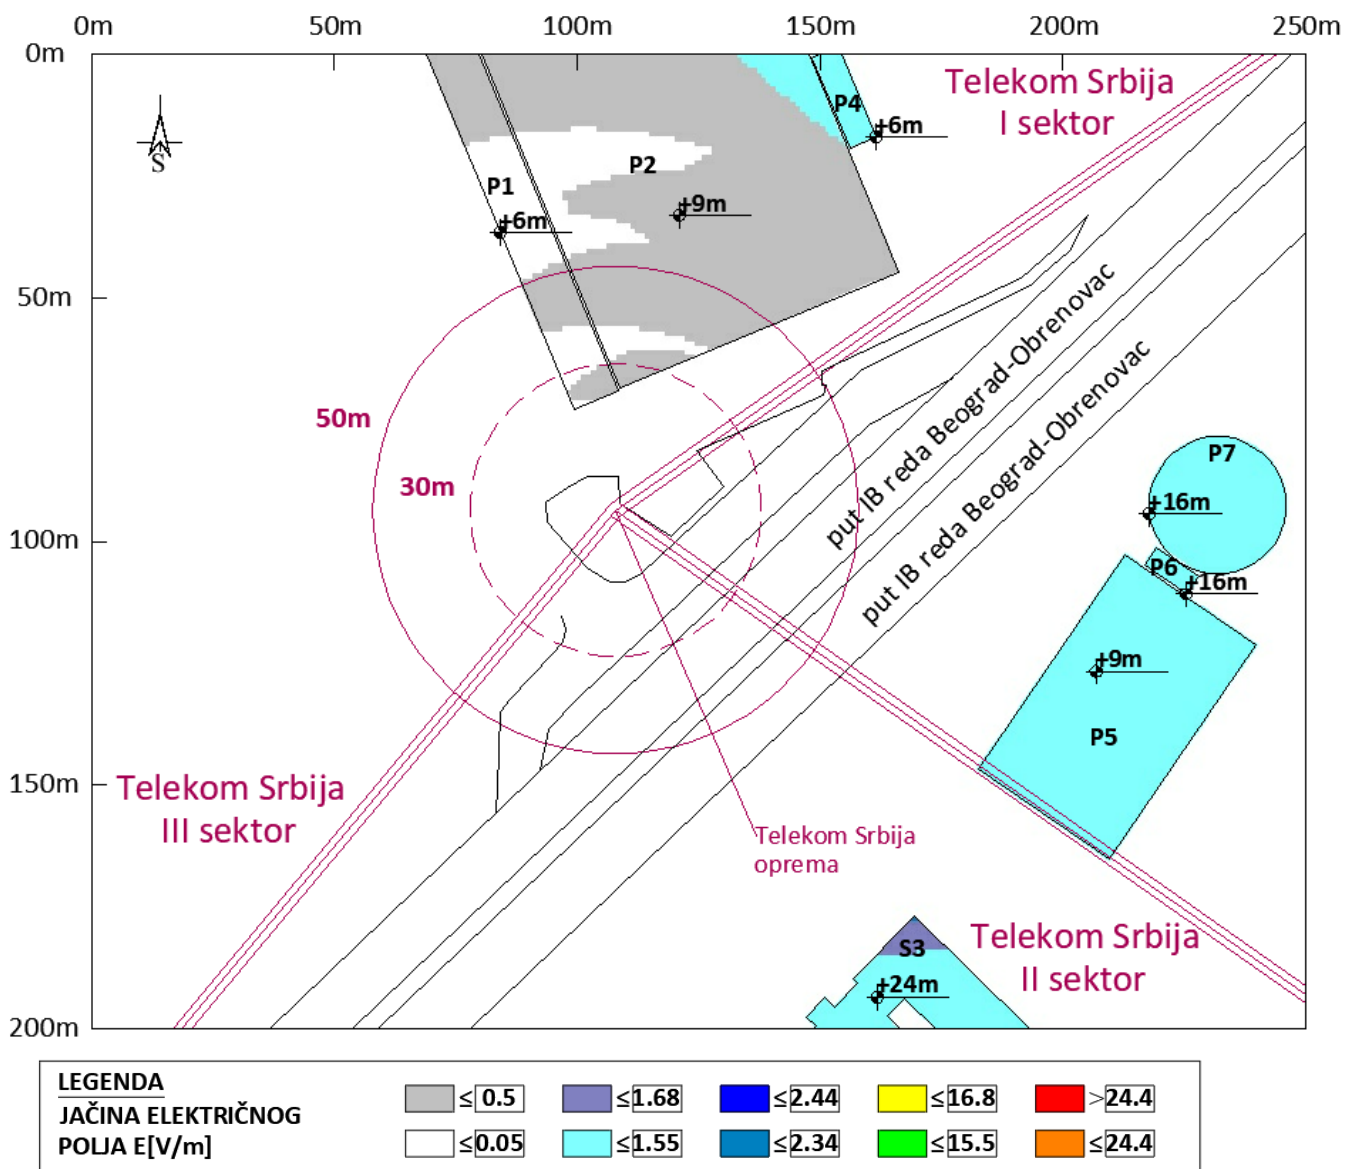 0m 50m 100m 150m 200m 250m
0m
50m
100m
150m
200m
S
Telekom Srbija
I sektor
P4
+6m
P2
P1
+9m
+6m
50m
30m
put IB reda Beograd-Obrenovac
put IB reda Beograd-Obrenovac
P7
+16m
P6
+16m
+9m
P5
Telekom Srbija
III sektor
Telekom Srbija
oprema
Telekom Srbija
II sektor
S3
+24m
LEGENDA
JAČINA ELEKTRIČNOG
POLJA E[V/m]
≤ 0.5 ≤1.68 ≤2.44 ≤16.8 >24.4
≤0.05 ≤1.55 ≤2.34 ≤15.5 ≤24.4